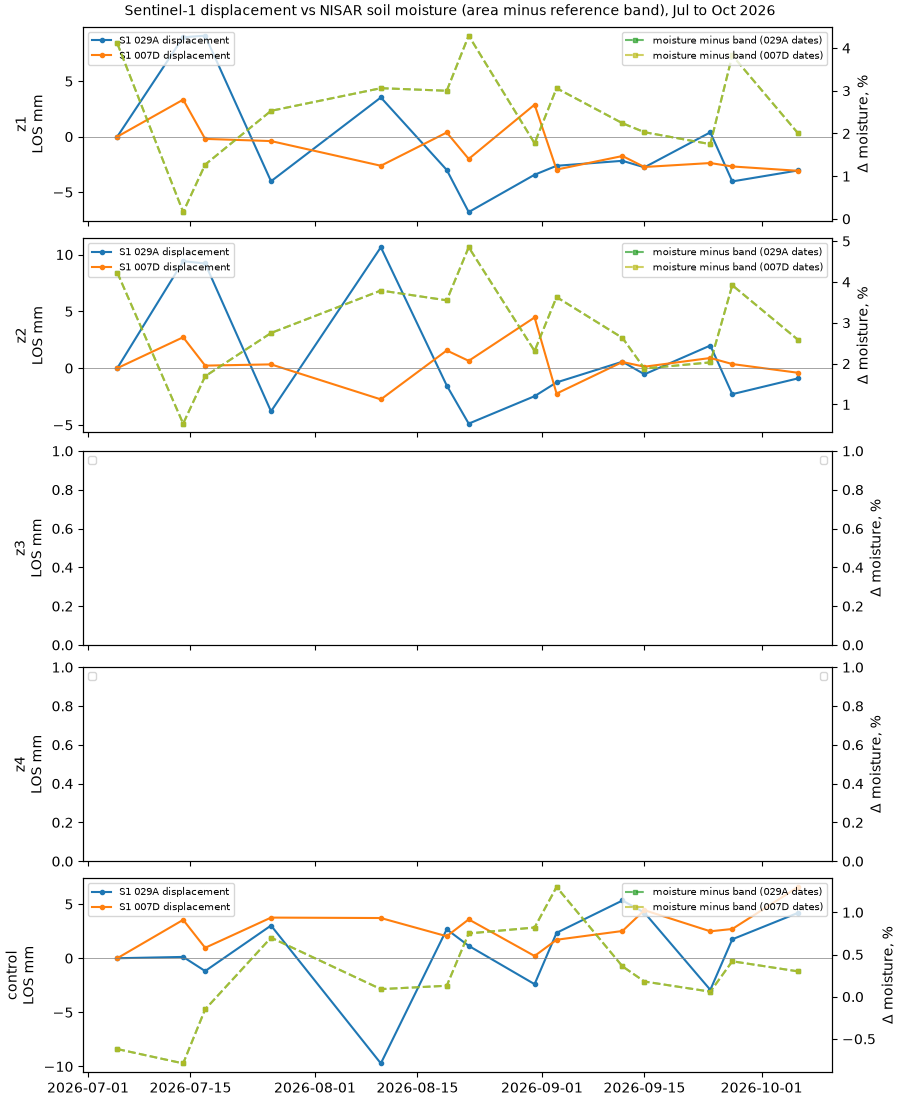 Sentinel-1 displacement vs NISAR soil moisture (area minus reference band), Jul to Oct 2026
S1 029A displacement
S1 007D displacement
moisture minus band (029A dates)
moisture minus band (007D dates)
5
0
−5
4
3
2
1
0
z1
LOS mm
Δ moisture, %
S1 029A displacement
S1 007D displacement
moisture minus band (029A dates)
moisture minus band (007D dates)
10
5
0
−5
5
4
3
2
1
z2
LOS mm
Δ moisture, %
1.0
0.8
0.6
0.4
0.2
0.0
1.0
0.8
0.6
0.4
0.2
0.0
z3
LOS mm
Δ moisture, %
1.0
0.8
0.6
0.4
0.2
0.0
1.0
0.8
0.6
0.4
0.2
0.0
z4
LOS mm
Δ moisture, %
S1 029A displacement
S1 007D displacement
moisture minus band (029A dates)
moisture minus band (007D dates)
5
0
−5
−10
1.0
0.5
0.0
−0.5
control
LOS mm
Δ moisture, %
2026-07-01
2026-07-15
2026-08-01
2026-08-15
2026-09-01
2026-09-15
2026-10-01